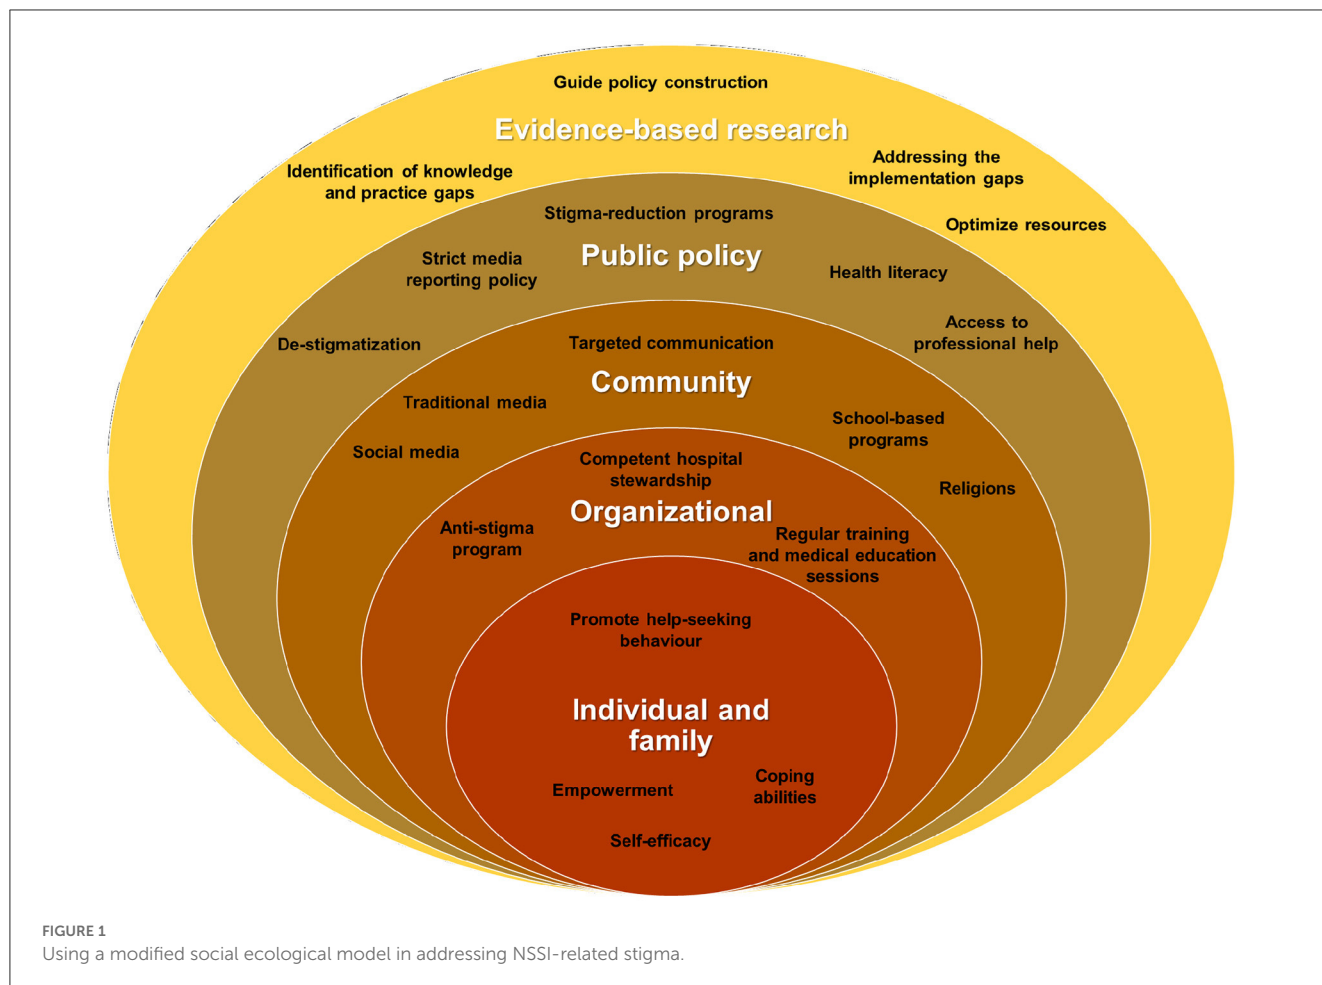 Guide policy construction
Evidence-based research
Identification of knowledge
and practice gaps
Addressing the
implementation gaps
Optimize resources
Stigma-reduction programs
Public policy
Strict media
reporting policy
Health literacy
De-stigmatization
Access to
professional help
Targeted communication
Community
Traditional media
Social media
School-based
programs
Religions
Competent hospital
stewardship
Organizational
Anti-stigma
program
Regular training
and medical education
sessions
Promote help-seeking
behaviour
Individual and
family
Empowerment
Coping
abilities
Self-efficacy
FIGURE 1
Using a modified social ecological model in addressing NSSI-related stigma.